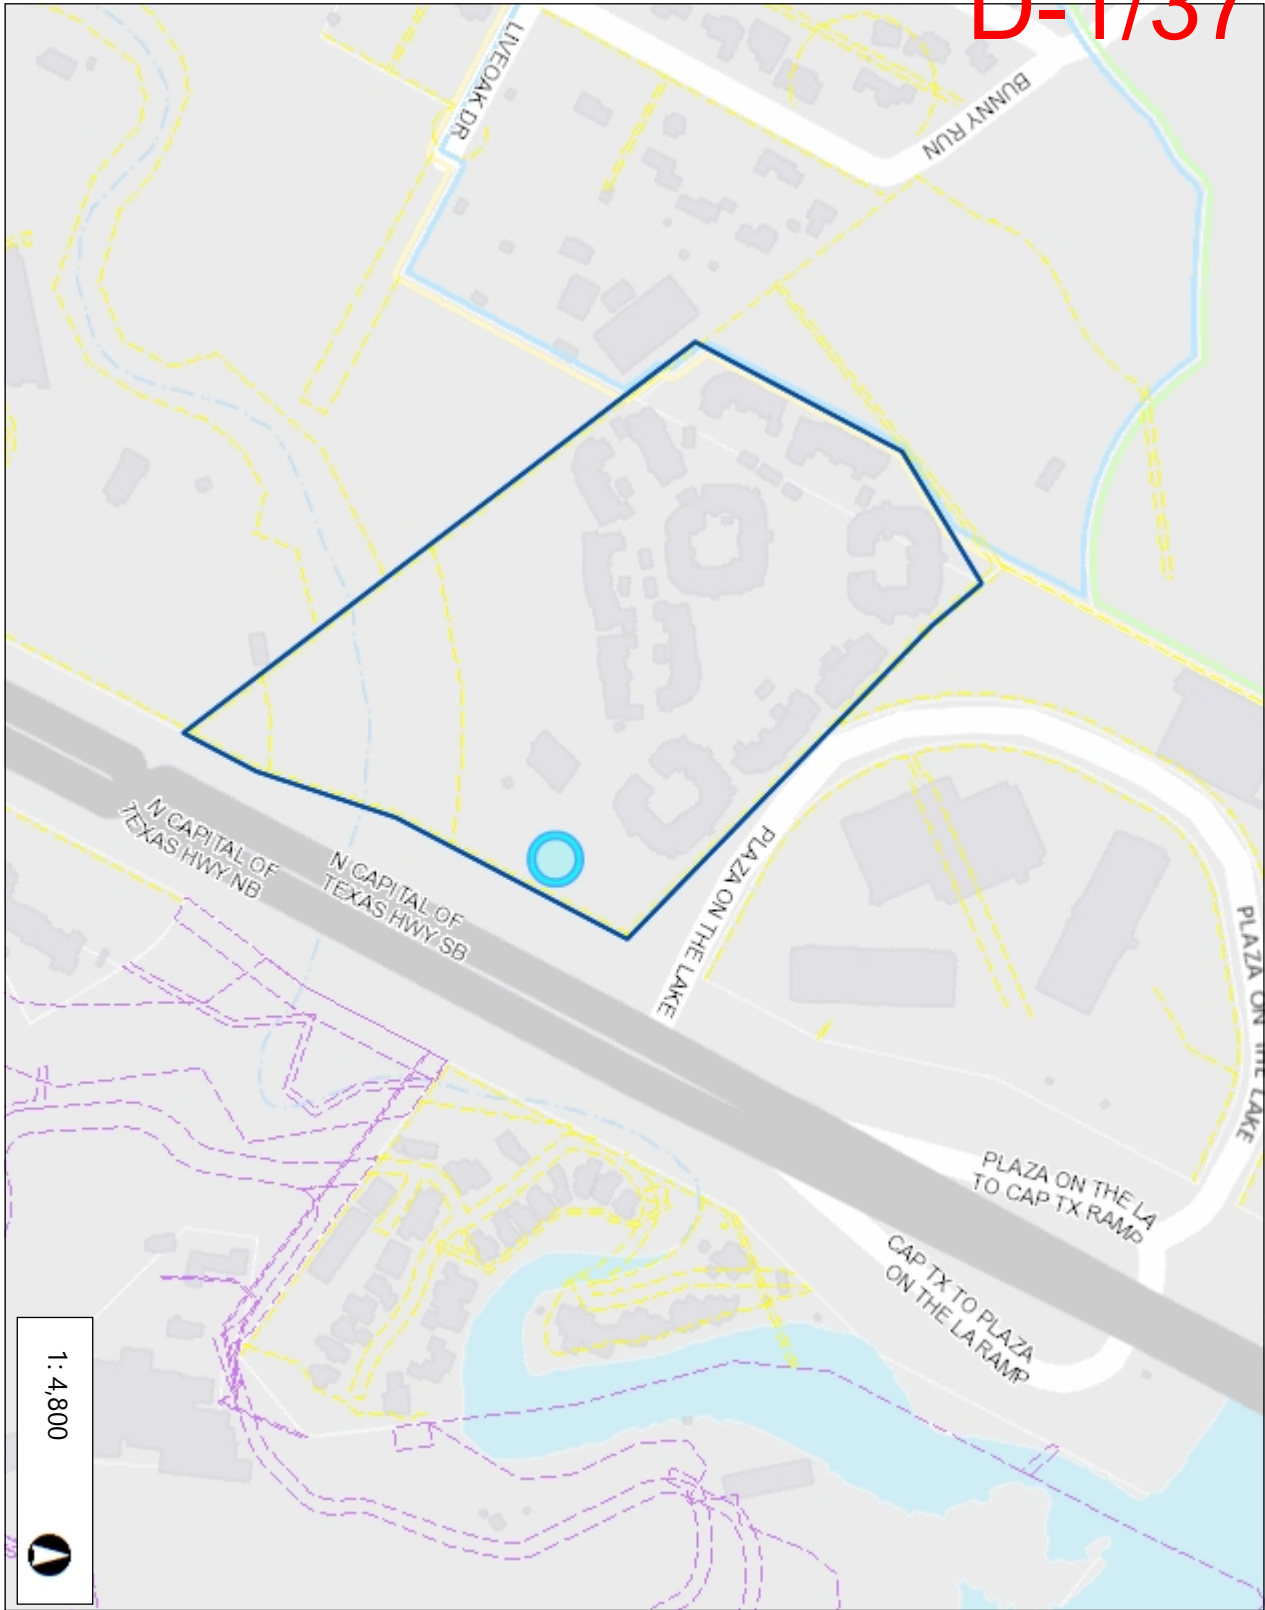 D-1/37
LIVEOAK DR
BUNNY RUN
N CAPITAL OF
TEXAS HWY NB
N CAPITAL OF
TEXAS HWY SB
PLAZA ON THE LAKE
PLAZA ON THE LAKE
PLAZA ON THE LA
TO CAP TX RAMP
CAP TX TO PLAZA
ON THE LA RAMP
1: 4,800